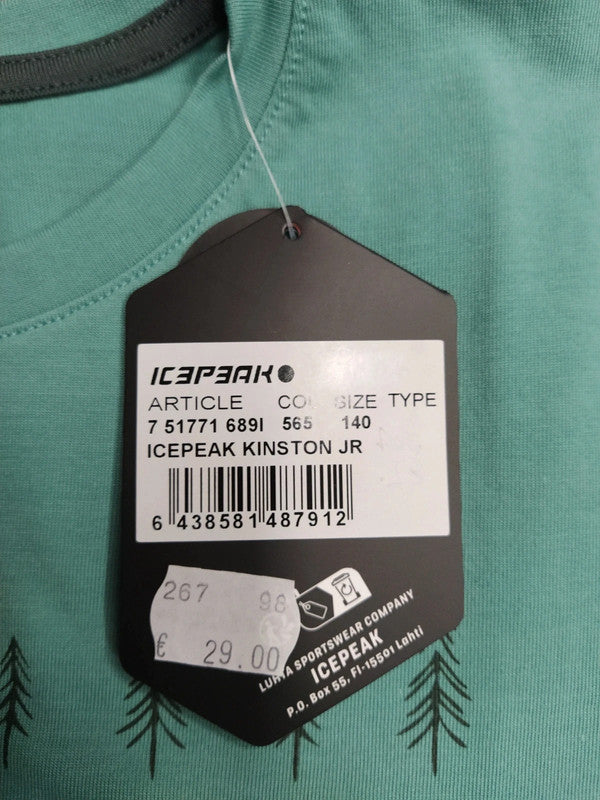 ICEPEAK
ARTICLE COL SIZE TYPE
7 51771 689I 565 140
ICEPEAK KINSTON JR
6 438581 487912
267 98
€ 29.00
LUHTA SPORTSWEAR COMPANY
ICEPEAK
P.O. Box 55, FI-15501 Lahti